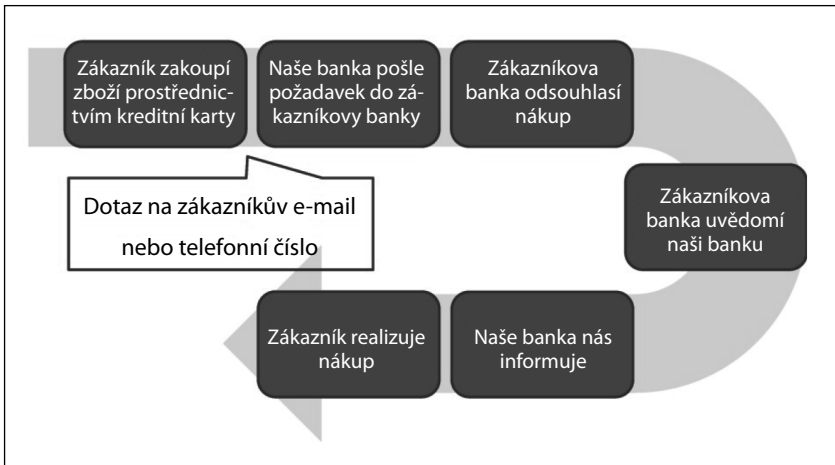 Zákazník zakoupí
zboží prostřednic-
tvím kreditní karty
Naše banka pošle
požadavek do zá-
kazníkovy banky
Zákazníkova
banka odsouhlasí
nákup
Dotaz na zákazníkův e-mail
nebo telefonní číslo
Zákazníkova
banka uvědomí
naši banku
Naše banka nás
informuje
Zákazník realizuje
nákup